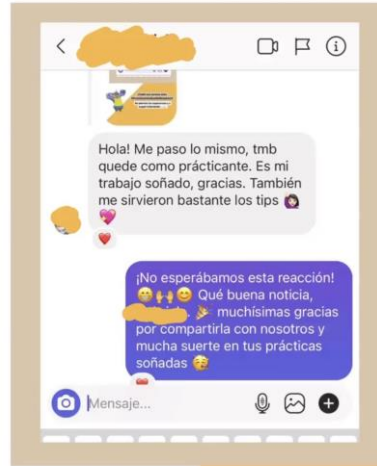 Hola! Me paso lo mismo, tmb
quede como prácticante. Es mi
trabajo soñado, gracias. También
me sirvieron bastante los tips 🙋🏻‍♀️
💖
¡No esperábamos esta reacción!
😁🙌😊 Qué buena noticia,
. 🎉 muchísimas gracias
por compartirla con nosotros y
mucha suerte en tus prácticas
soñadas 🥳
Mensaje...